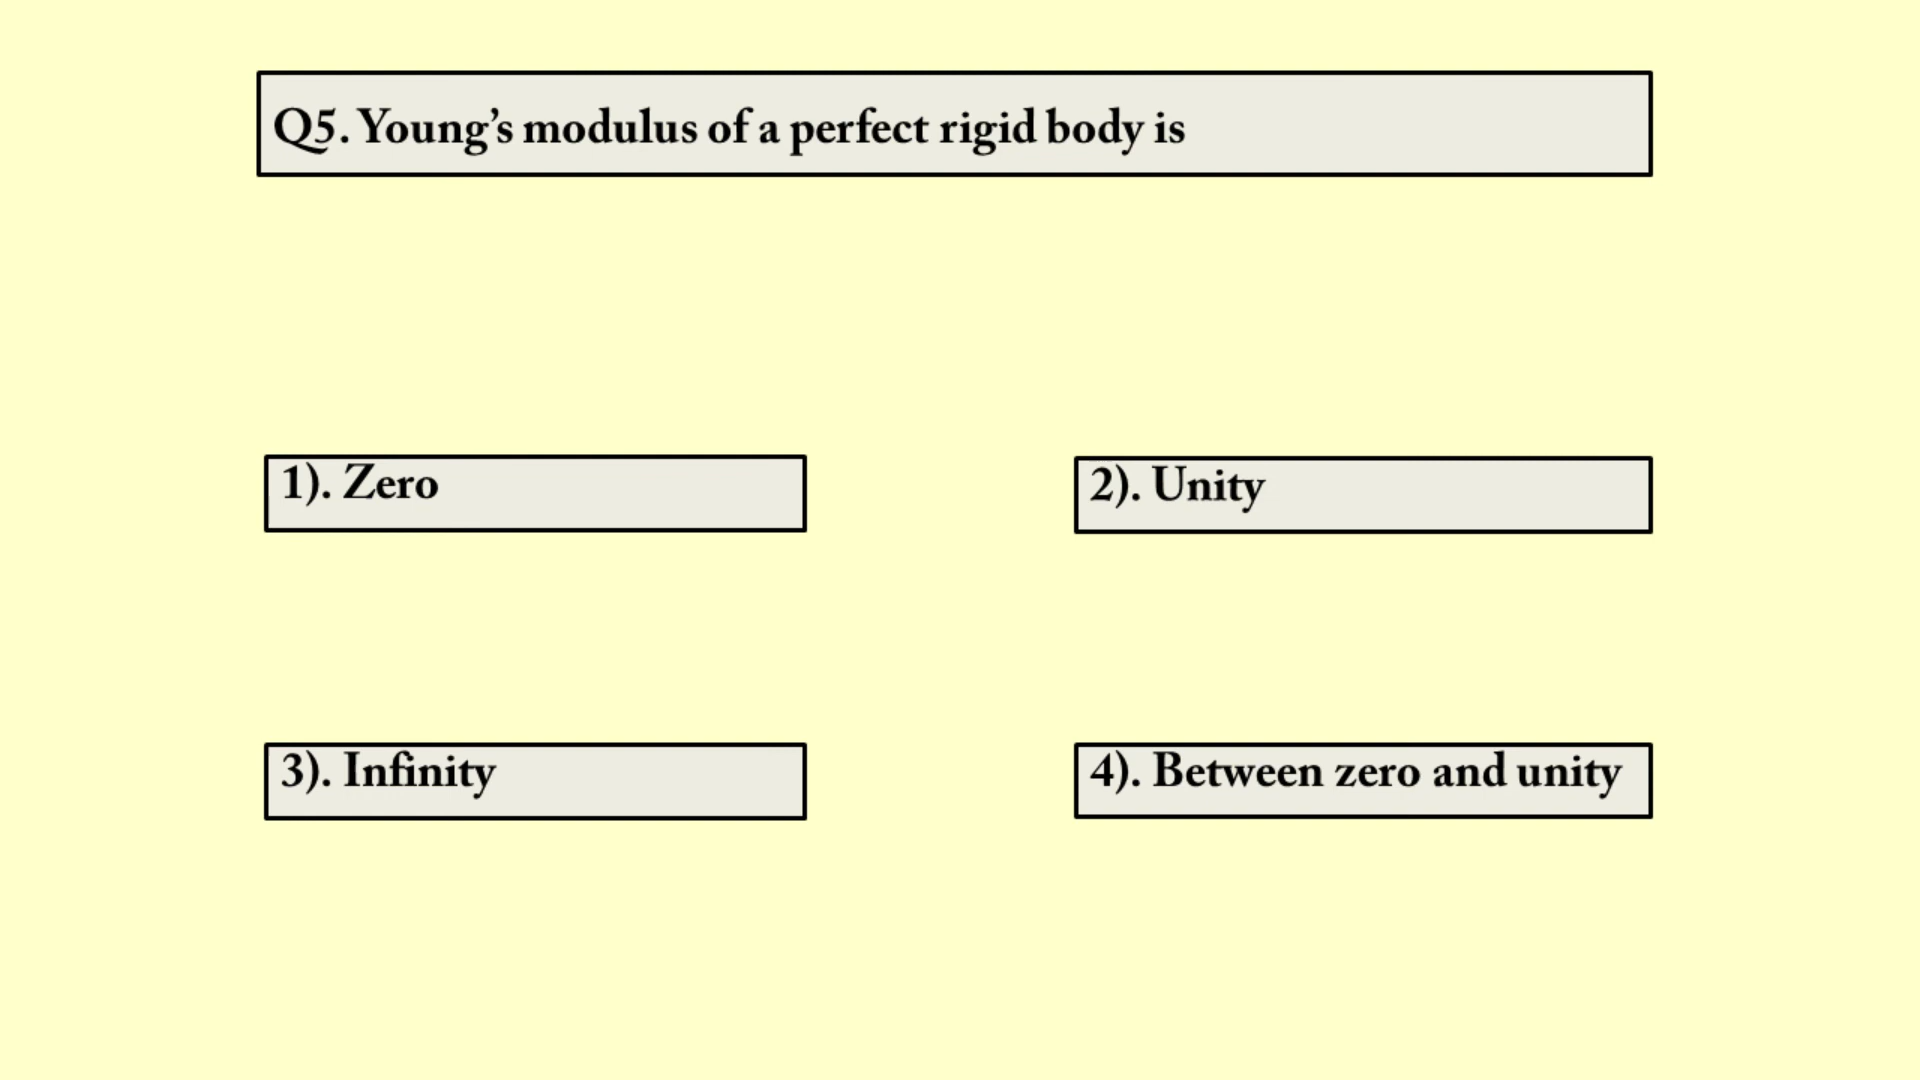 Q5. Young’s modulus of a perfect rigid body is
1). Zero
2). Unity
3). Infinity
4). Between zero and unity